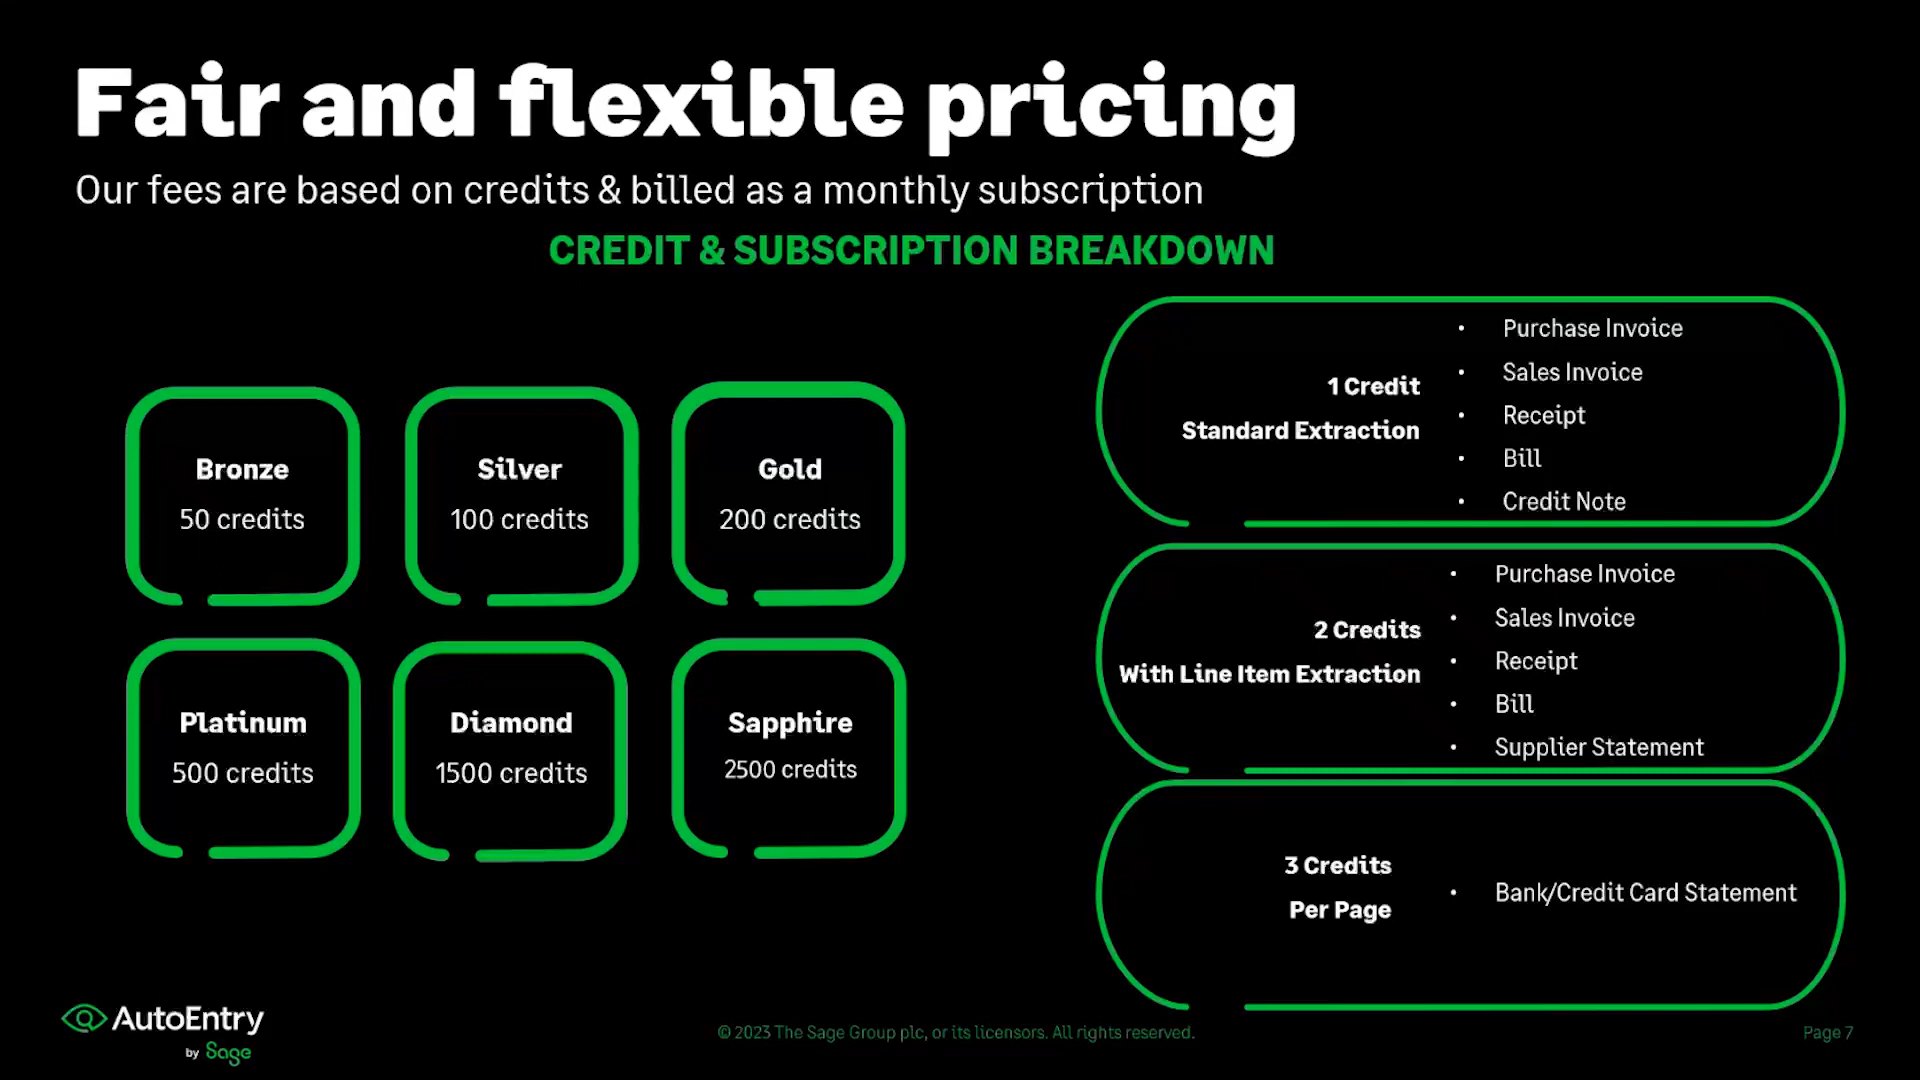 Fair and flexible pricing
Our fees are based on credits & billed as a monthly subscription
CREDIT & SUBSCRIPTION BREAKDOWN
Bronze
50 credits
Silver
100 credits
Gold
200 credits
Platinum
500 credits
Diamond
1500 credits
Sapphire
2500 credits
1 Credit
Standard Extraction
• Purchase Invoice
• Sales Invoice
• Receipt
• Bill
• Credit Note
2 Credits
With Line Item Extraction
• Purchase Invoice
• Sales Invoice
• Receipt
• Bill
• Supplier Statement
3 Credits
Per Page
• Bank/Credit Card Statement
AutoEntry
by Sage
© 2023 The Sage Group plc, or its licensors. All rights reserved.
Page 7